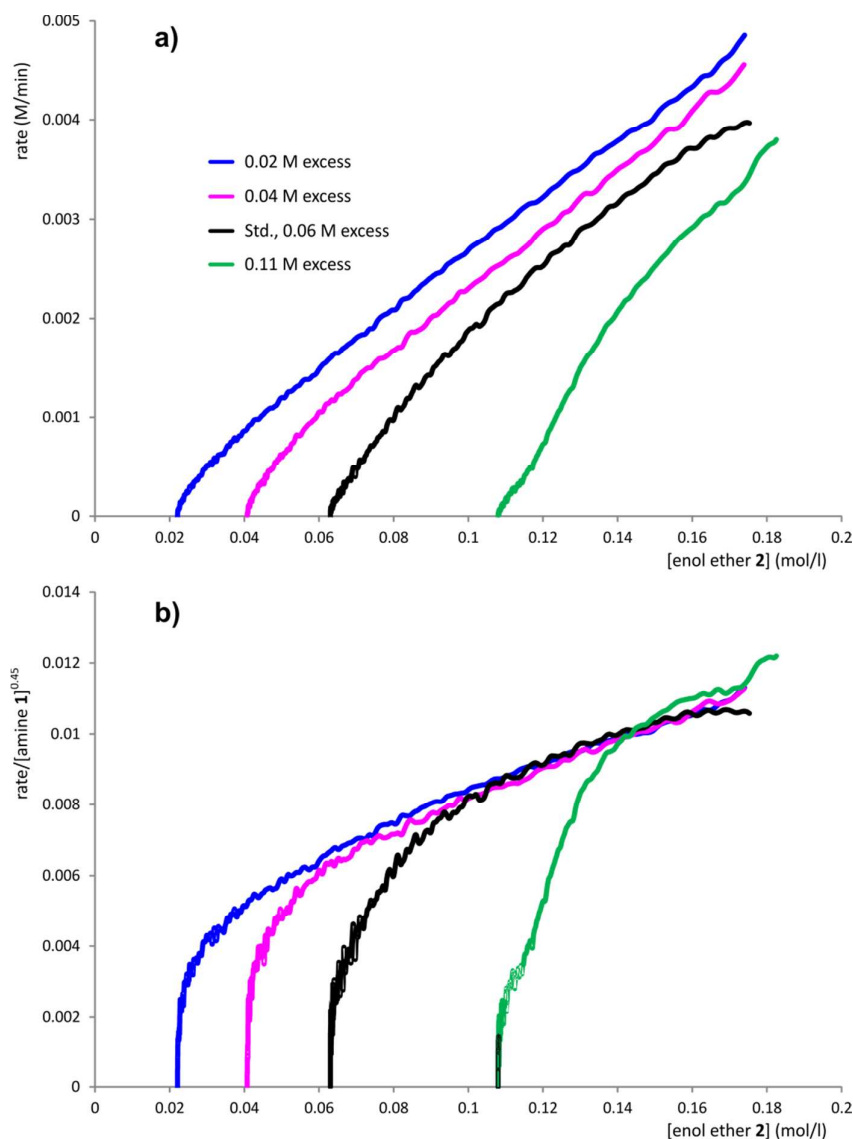 a)
rate (M/min)
0.005
0.004
0.003
0.002
0.001
0
0.02 M excess
0.04 M excess
Std., 0.06 M excess
0.11 M excess
0 0.02 0.04 0.06 0.08 0.1 0.12 0.14 0.16 0.18 0.2
[enol ether 2] (mol/l)
b)
rate/[amine 1]^0.45
0.014
0.012
0.01
0.008
0.006
0.004
0.002
0
0 0.02 0.04 0.06 0.08 0.1 0.12 0.14 0.16 0.18 0.2
[enol ether 2] (mol/l)